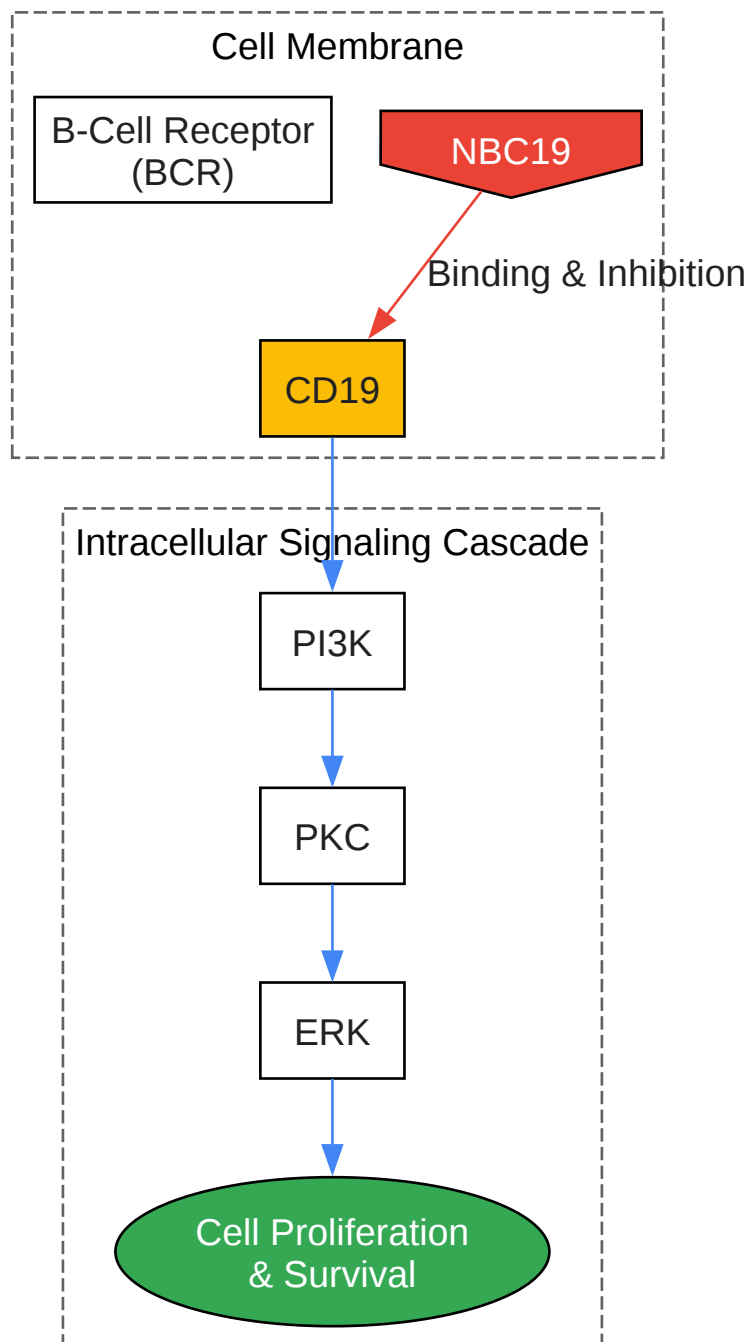 Cell Membrane
B-Cell Receptor
(BCR)
NBC19
Binding & Inhibition
CD19
Intracellular Signaling Cascade
PI3K
PKC
ERK
Cell Proliferation
& Survival